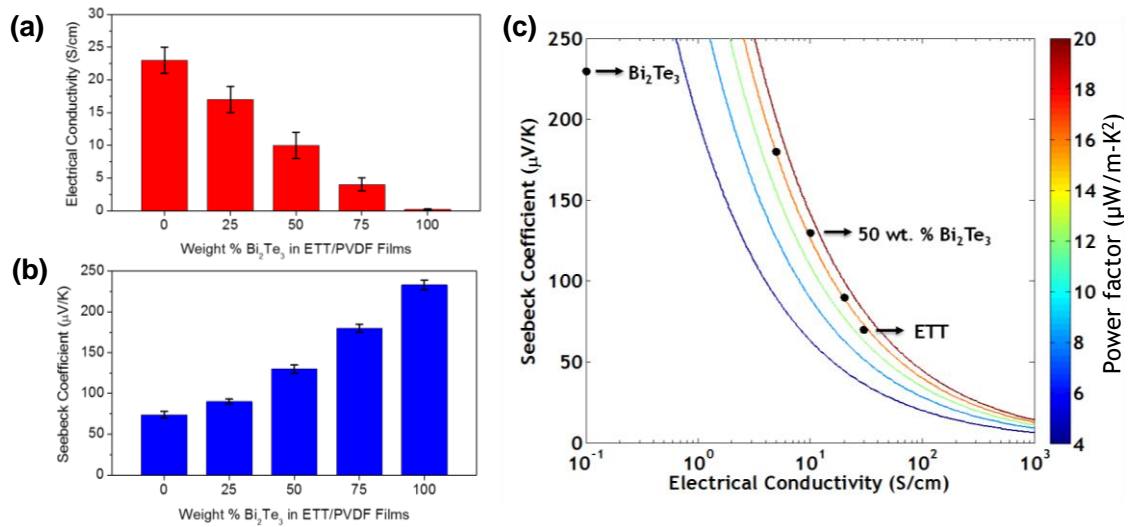 (a)
30
25
20
15
10
5
0
Electrical Conductivity (S/cm)
0 25 50 75 100
Weight % Bi₂Te₃ in ETT/PVDF Films
(b)
250
200
150
100
50
0
Seebeck Coefficient (μV/K)
0 25 50 75 100
Weight % Bi₂Te₃ in ETT/PVDF Films
(c)
250
200
150
100
50
0
Seebeck Coefficient (μV/K)
Bi₂Te₃
50 wt. % Bi₂Te₃
ETT
10⁻¹ 10⁰ 10¹ 10² 10³
Electrical Conductivity (S/cm)
20
18
16
14
12
10
8
6
4
Power factor (μW/m-K²)